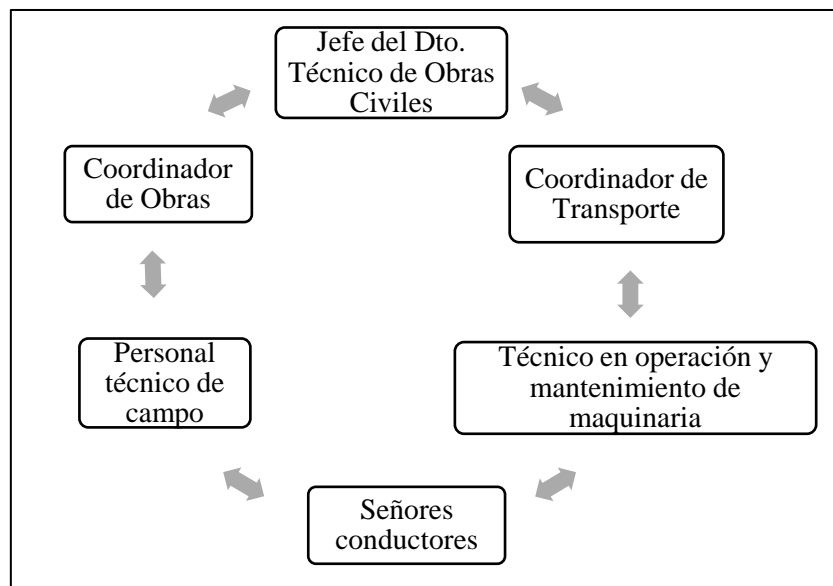 Jefe del Dto.
Técnico de Obras
Civiles
Coordinador
de Obras
Coordinador de
Transporte
Personal
técnico de
campo
Técnico en operación y
mantenimiento de
maquinaria
Señores
conductores